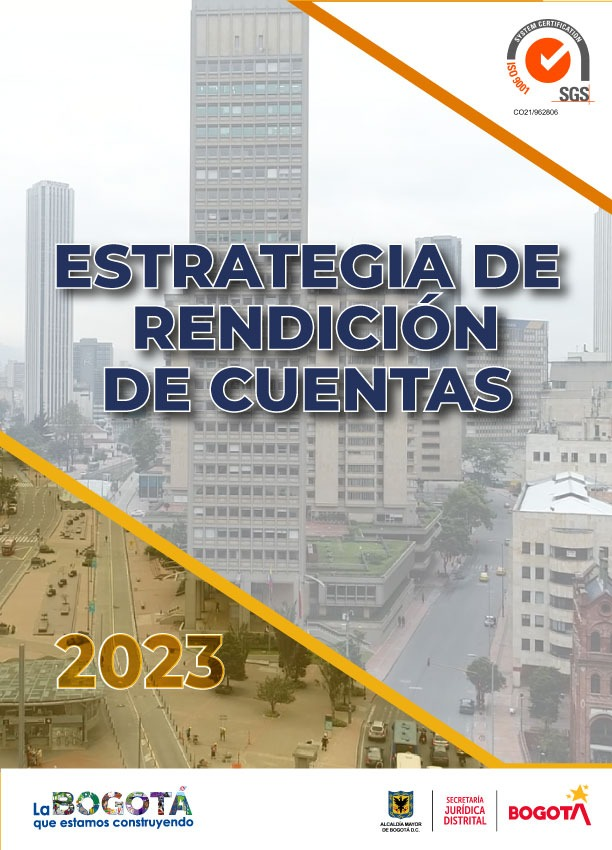 SYSTEM CERTIFICATION
ISO 9001
SGS
CO21/962806
ESTRATEGIA DE
RENDICIÓN
DE CUENTAS
2023
La BOGOTÁ
que estamos construyendo
ALCALDÍA MAYOR
DE BOGOTÁ D.C.
SECRETARÍA
JURÍDICA
DISTRITAL
BOGOTÁ